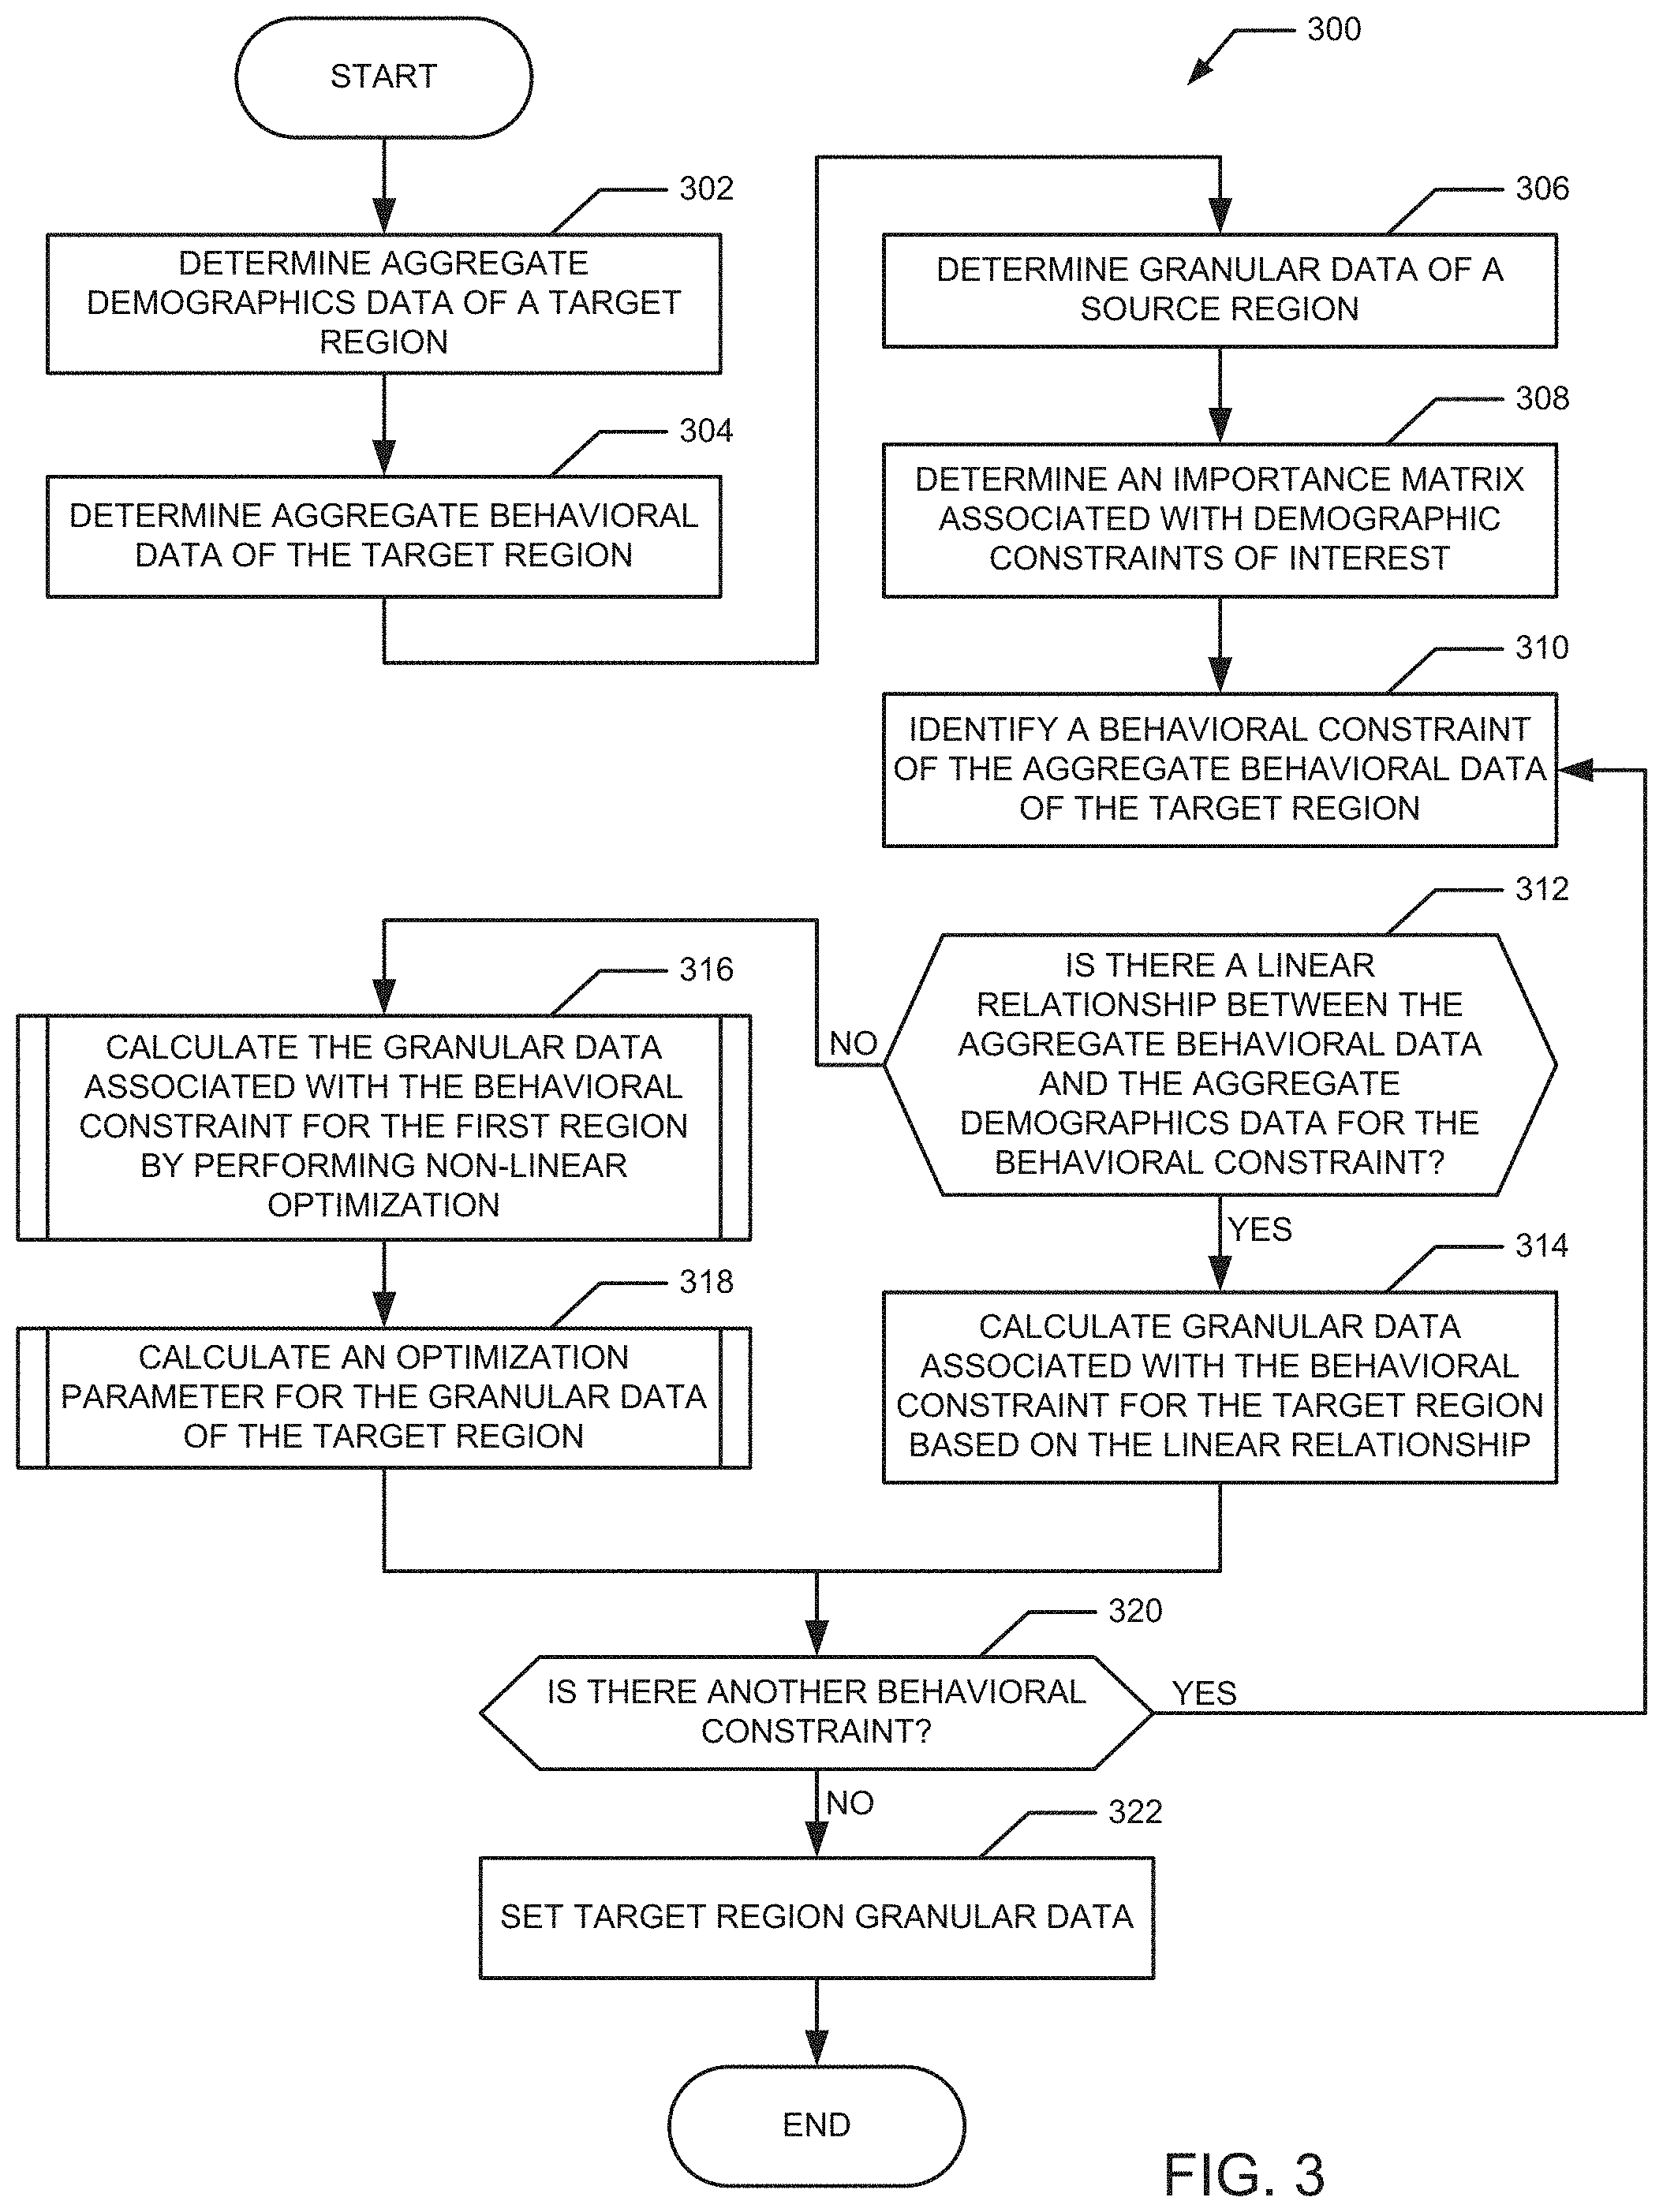 START
300
302
DETERMINE AGGREGATE
DEMOGRAPHICS DATA OF A TARGET
REGION
304
DETERMINE AGGREGATE BEHAVIORAL
DATA OF THE TARGET REGION
306
DETERMINE GRANULAR DATA OF A
SOURCE REGION
308
DETERMINE AN IMPORTANCE MATRIX
ASSOCIATED WITH DEMOGRAPHIC
CONSTRAINTS OF INTEREST
310
IDENTIFY A BEHAVIORAL CONSTRAINT
OF THE AGGREGATE BEHAVIORAL DATA
OF THE TARGET REGION
312
IS THERE A LINEAR
RELATIONSHIP BETWEEN THE
AGGREGATE BEHAVIORAL DATA
AND THE AGGREGATE
DEMOGRAPHICS DATA FOR THE
BEHAVIORAL CONSTRAINT?
NO
YES
316
CALCULATE THE GRANULAR DATA
ASSOCIATED WITH THE BEHAVIORAL
CONSTRAINT FOR THE FIRST REGION
BY PERFORMING NON-LINEAR
OPTIMIZATION
318
CALCULATE AN OPTIMIZATION
PARAMETER FOR THE GRANULAR DATA
OF THE TARGET REGION
314
CALCULATE GRANULAR DATA
ASSOCIATED WITH THE BEHAVIORAL
CONSTRAINT FOR THE TARGET REGION
BASED ON THE LINEAR RELATIONSHIP
320
IS THERE ANOTHER BEHAVIORAL
CONSTRAINT?
YES
NO
322
SET TARGET REGION GRANULAR DATA
END
FIG. 3